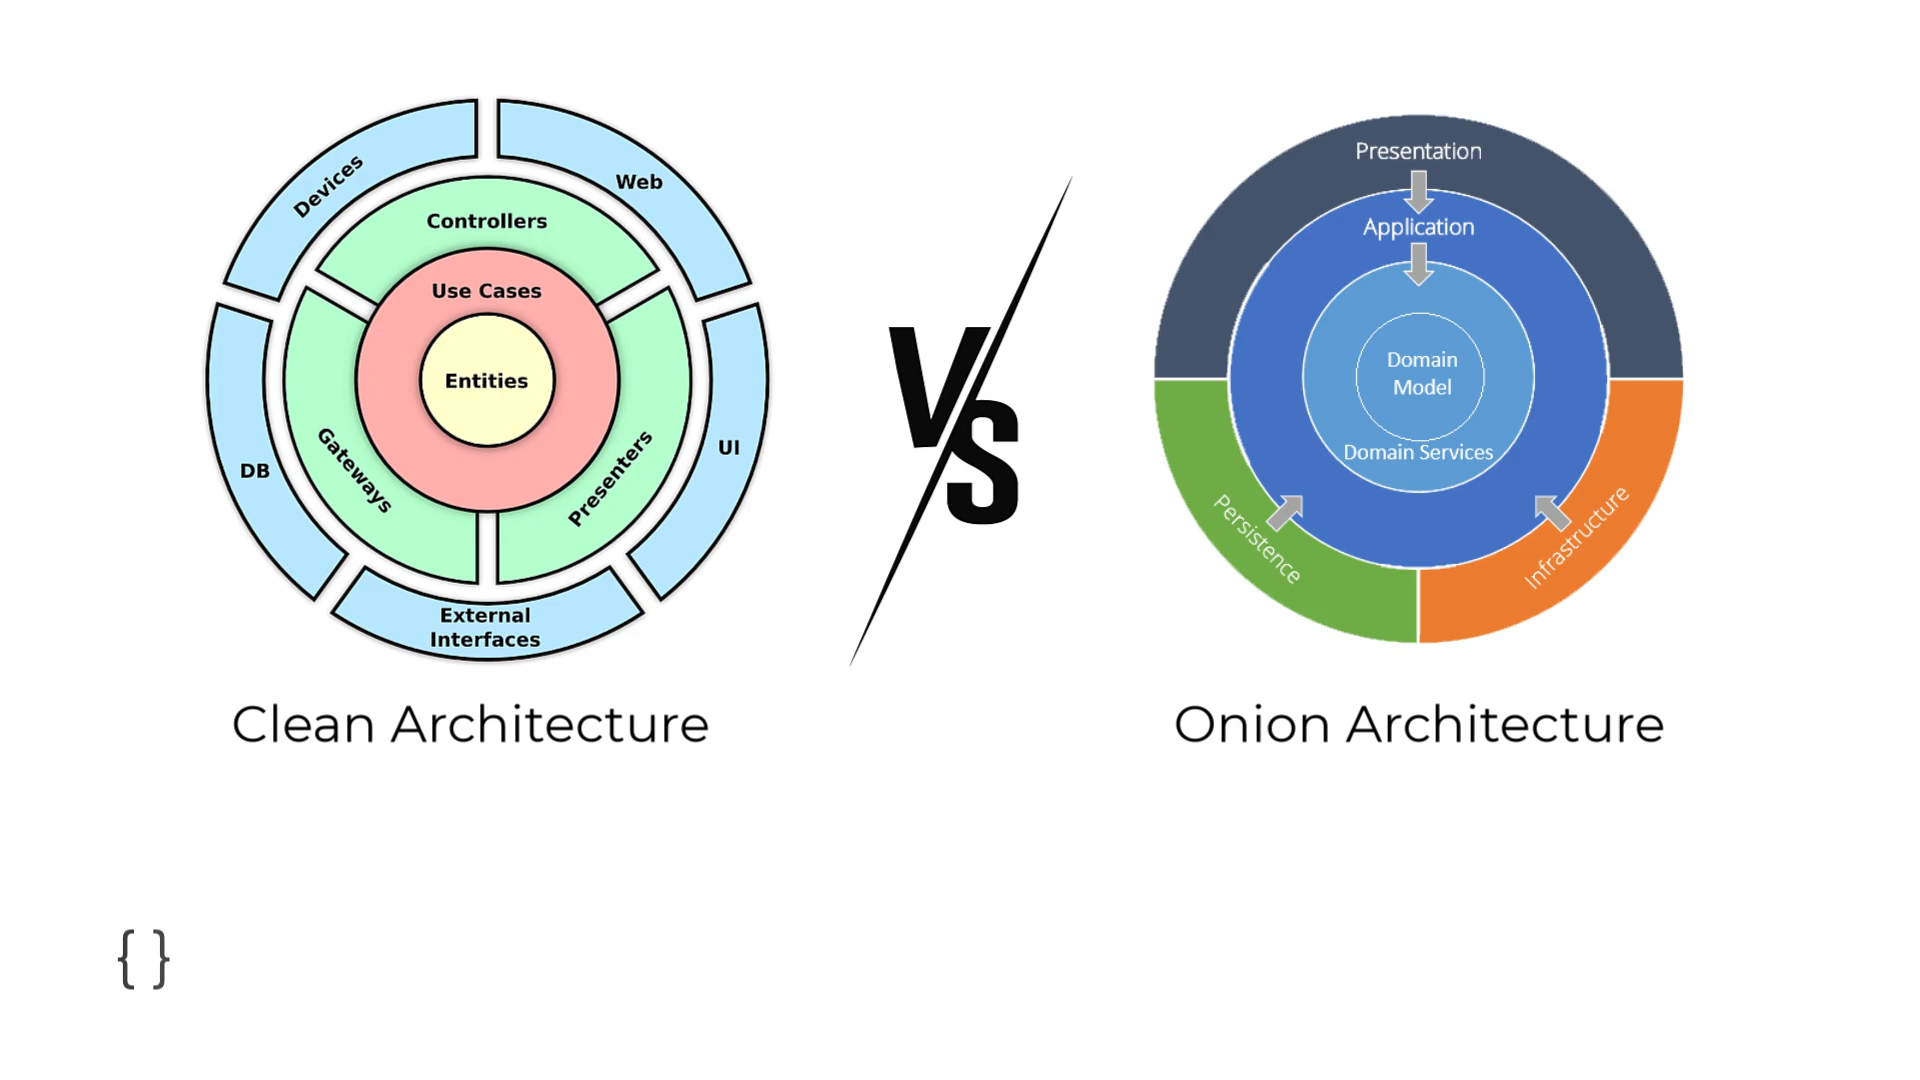 Devices
Web
Controllers
Use Cases
Entities
Gateways
Presenters
DB
UI
External
Interfaces
Clean Architecture
VS
Presentation
Application
Domain
Model
Domain Services
Persistence
Infrastructure
Onion Architecture
{ }